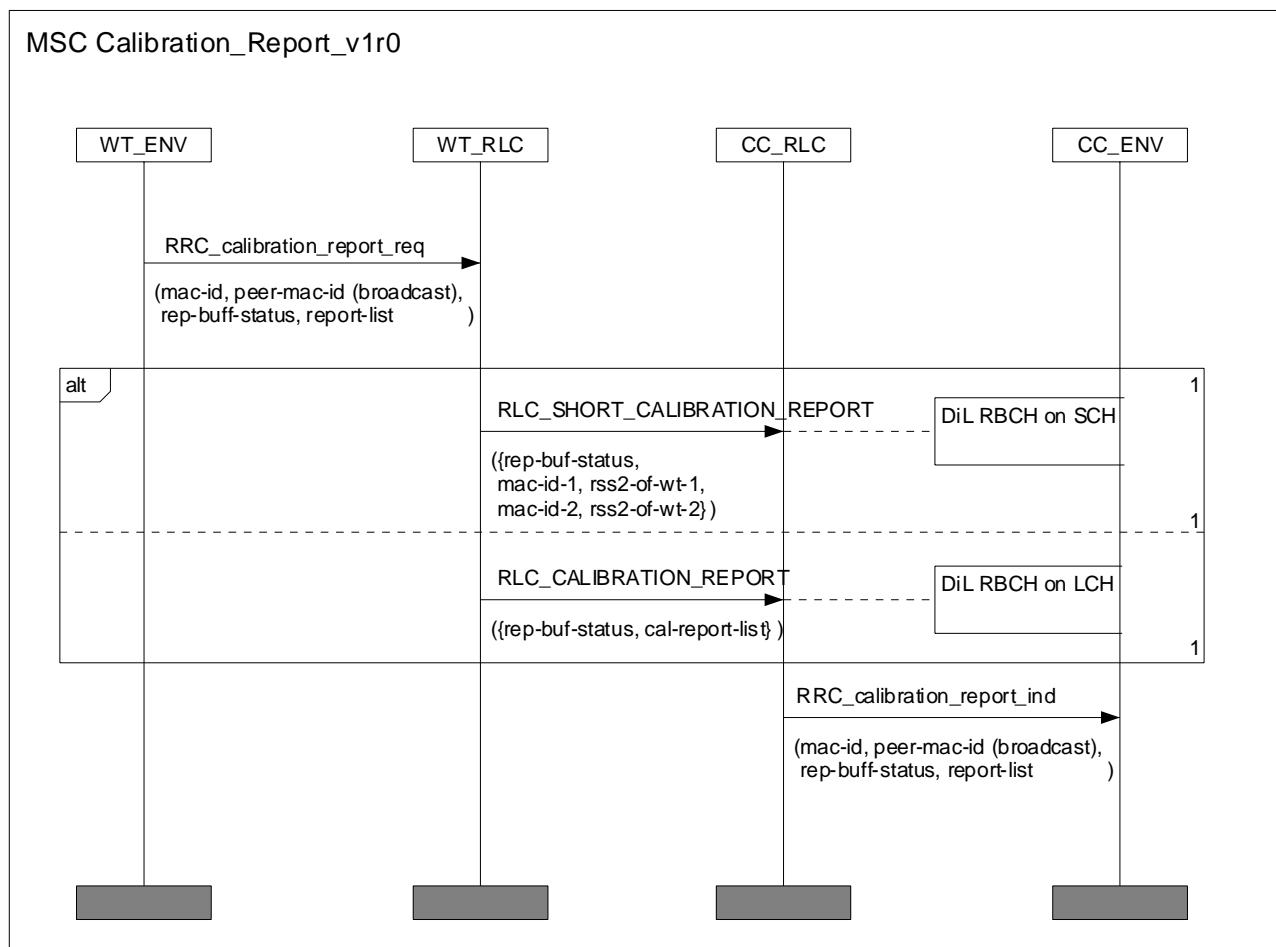 MSC Calibration_Report_v1r0
WT_ENV
WT_RLC
CC_RLC
CC_ENV
RRC_calibration_report_req
(mac-id, peer-mac-id (broadcast),
rep-buff-status, report-list )
alt
1
RLC_SHORT_CALIBRATION_REPORT
DiL RBCH on SCH
({rep-buf-status,
mac-id-1, rss2-of-wt-1,
mac-id-2, rss2-of-wt-2} )
1
RLC_CALIBRATION_REPORT
DiL RBCH on LCH
({rep-buf-status, cal-report-list} )
1
RRC_calibration_report_ind
(mac-id, peer-mac-id (broadcast),
rep-buff-status, report-list )